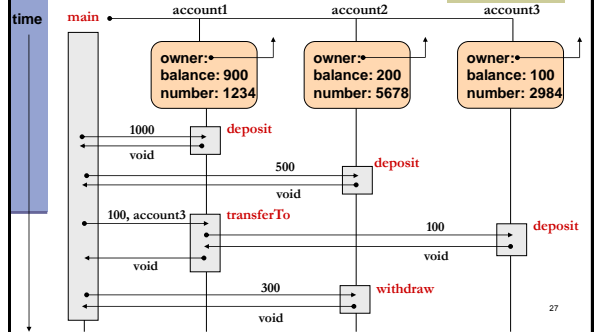 account1 account2 account3
time main
owner: owner: owner:
balance: 900 balance: 200 balance: 100
number: 1234 number: 5678 number: 2984
1000 deposit
void
500 deposit
void
100, account3 transferTo
100 deposit
void
void
300 withdraw
void
27